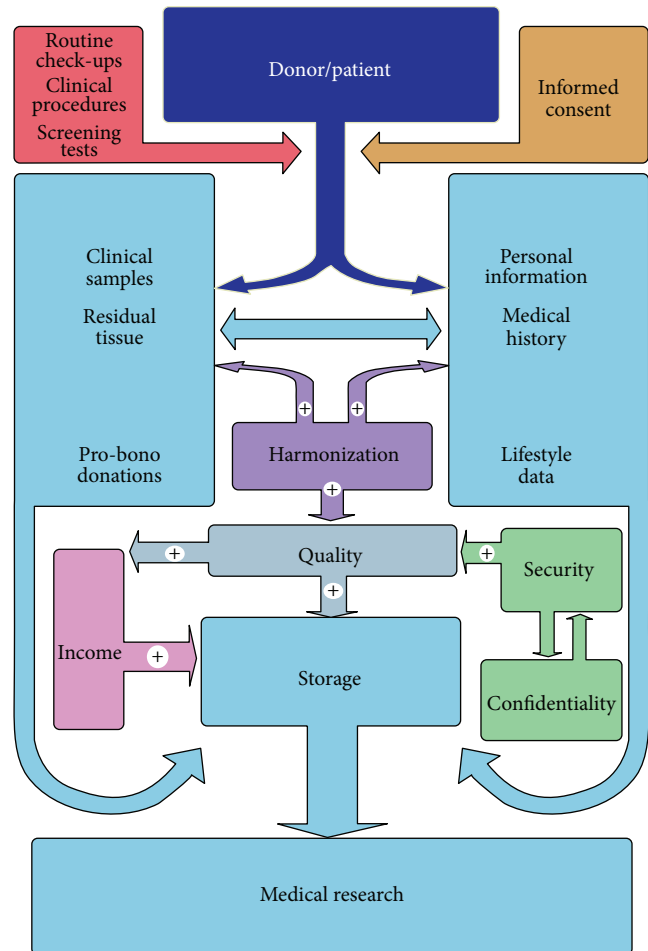 Routine
check-ups
Clinical
procedures
Screening
tests
Donor/patient
Informed
consent
Clinical
samples
Residual
tissue
Pro-bono
donations
Personal
information
Medical
history
Lifestyle
data
+
+
Harmonization
+
+
Quality
+
+
Security
Income
+
Storage
Confidentiality
Medical research